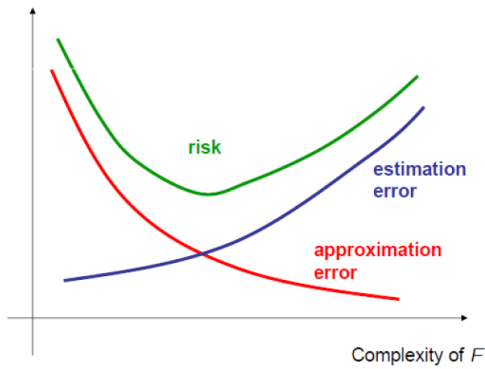 risk
estimation
error
approximation
error
Complexity of F